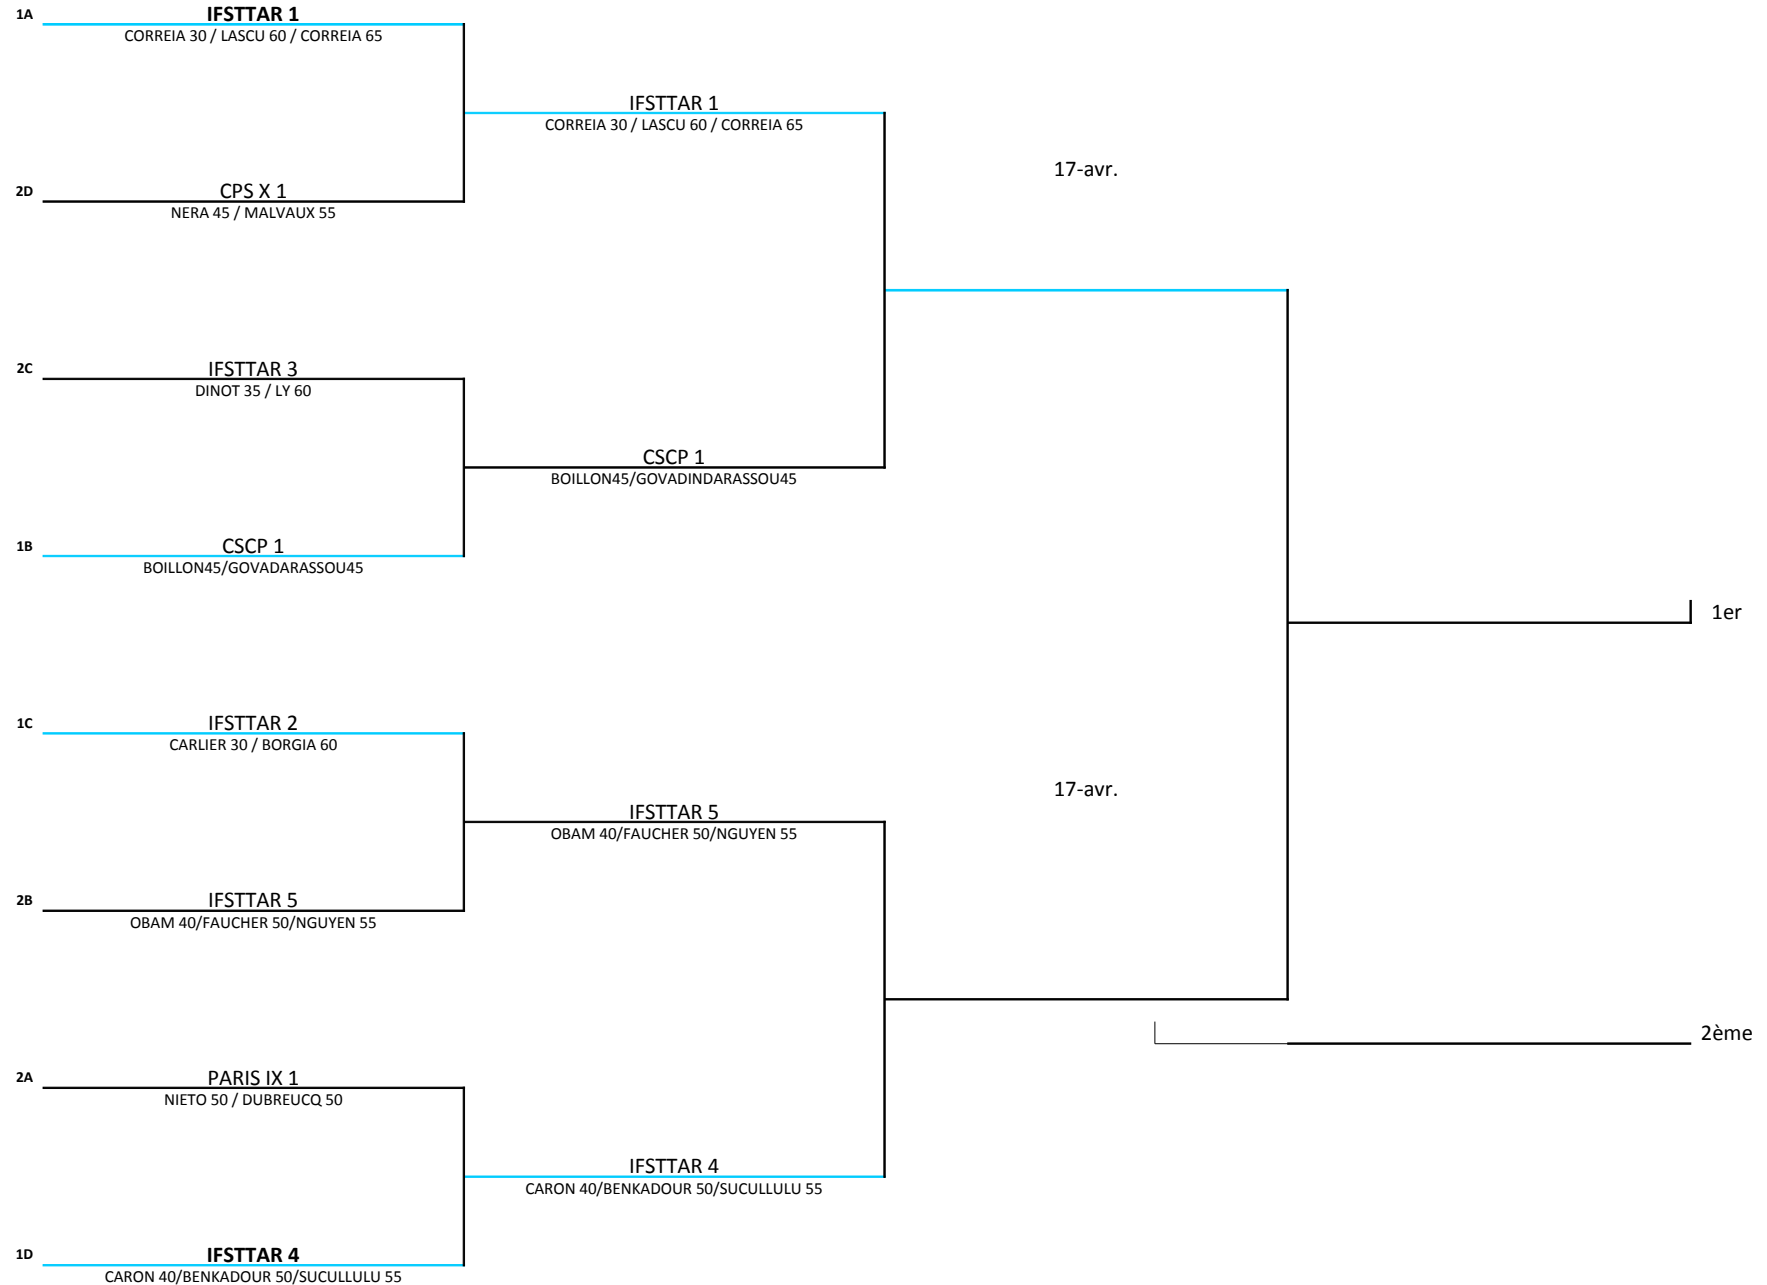 1A
IFSTTAR 1
CORREIA 30 / LASCU 60 / CORREIA 65
IFSTTAR 1
CORREIA 30 / LASCU 60 / CORREIA 65
17-avr.
2D
CPS X 1
NERA 45 / MALVAUX 55
2C
IFSTTAR 3
DINOT 35 / LY 60
CSCP 1
BOILLON45/GOVADINDARASSOU45
1B
CSCP 1
BOILLON45/GOVADARASSOU45
1er
1C
IFSTTAR 2
CARLIER 30 / BORGIA 60
17-avr.
IFSTTAR 5
OBAM 40/FAUCHER 50/NGUYEN 55
2B
IFSTTAR 5
OBAM 40/FAUCHER 50/NGUYEN 55
2ème
2A
PARIS IX 1
NIETO 50 / DUBREUCQ 50
IFSTTAR 4
CARON 40/BENKADOUR 50/SUCULLULU 55
1D
IFSTTAR 4
CARON 40/BENKADOUR 50/SUCULLULU 55